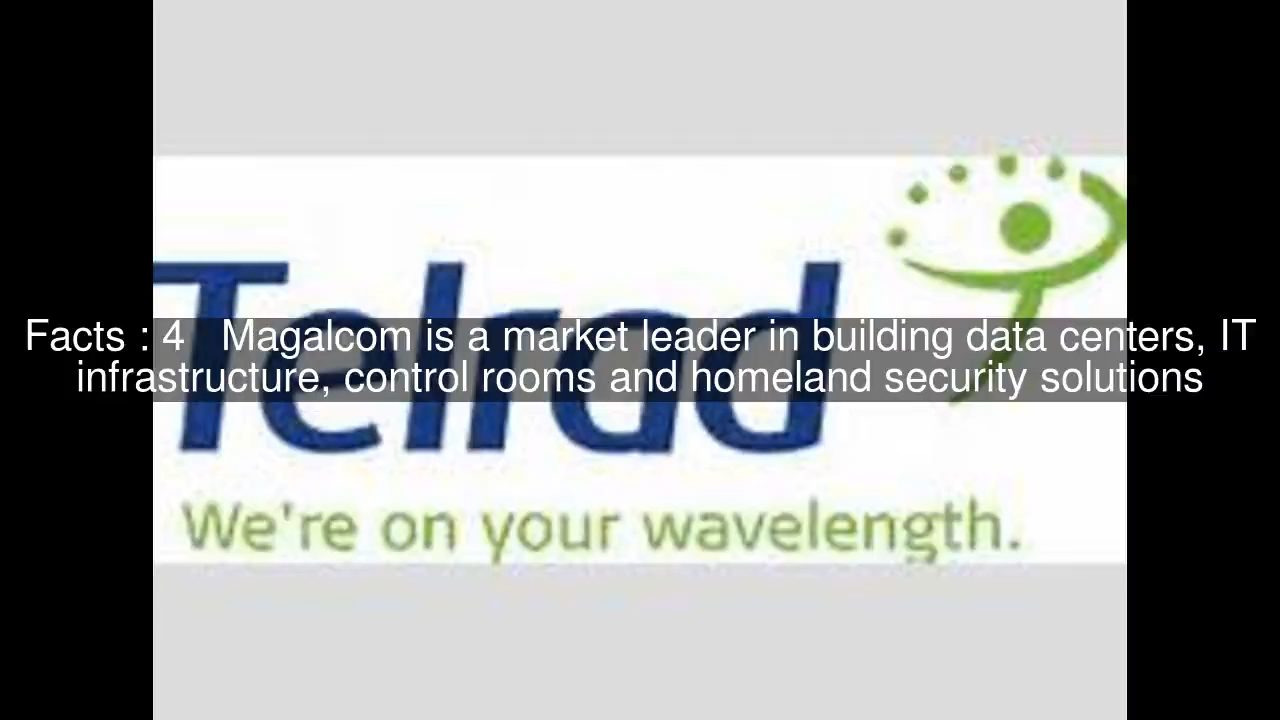 Telrad
Facts : 4   Magalcom is a market leader in building data centers, IT
infrastructure, control rooms and homeland security solutions
We're on your wavelength.